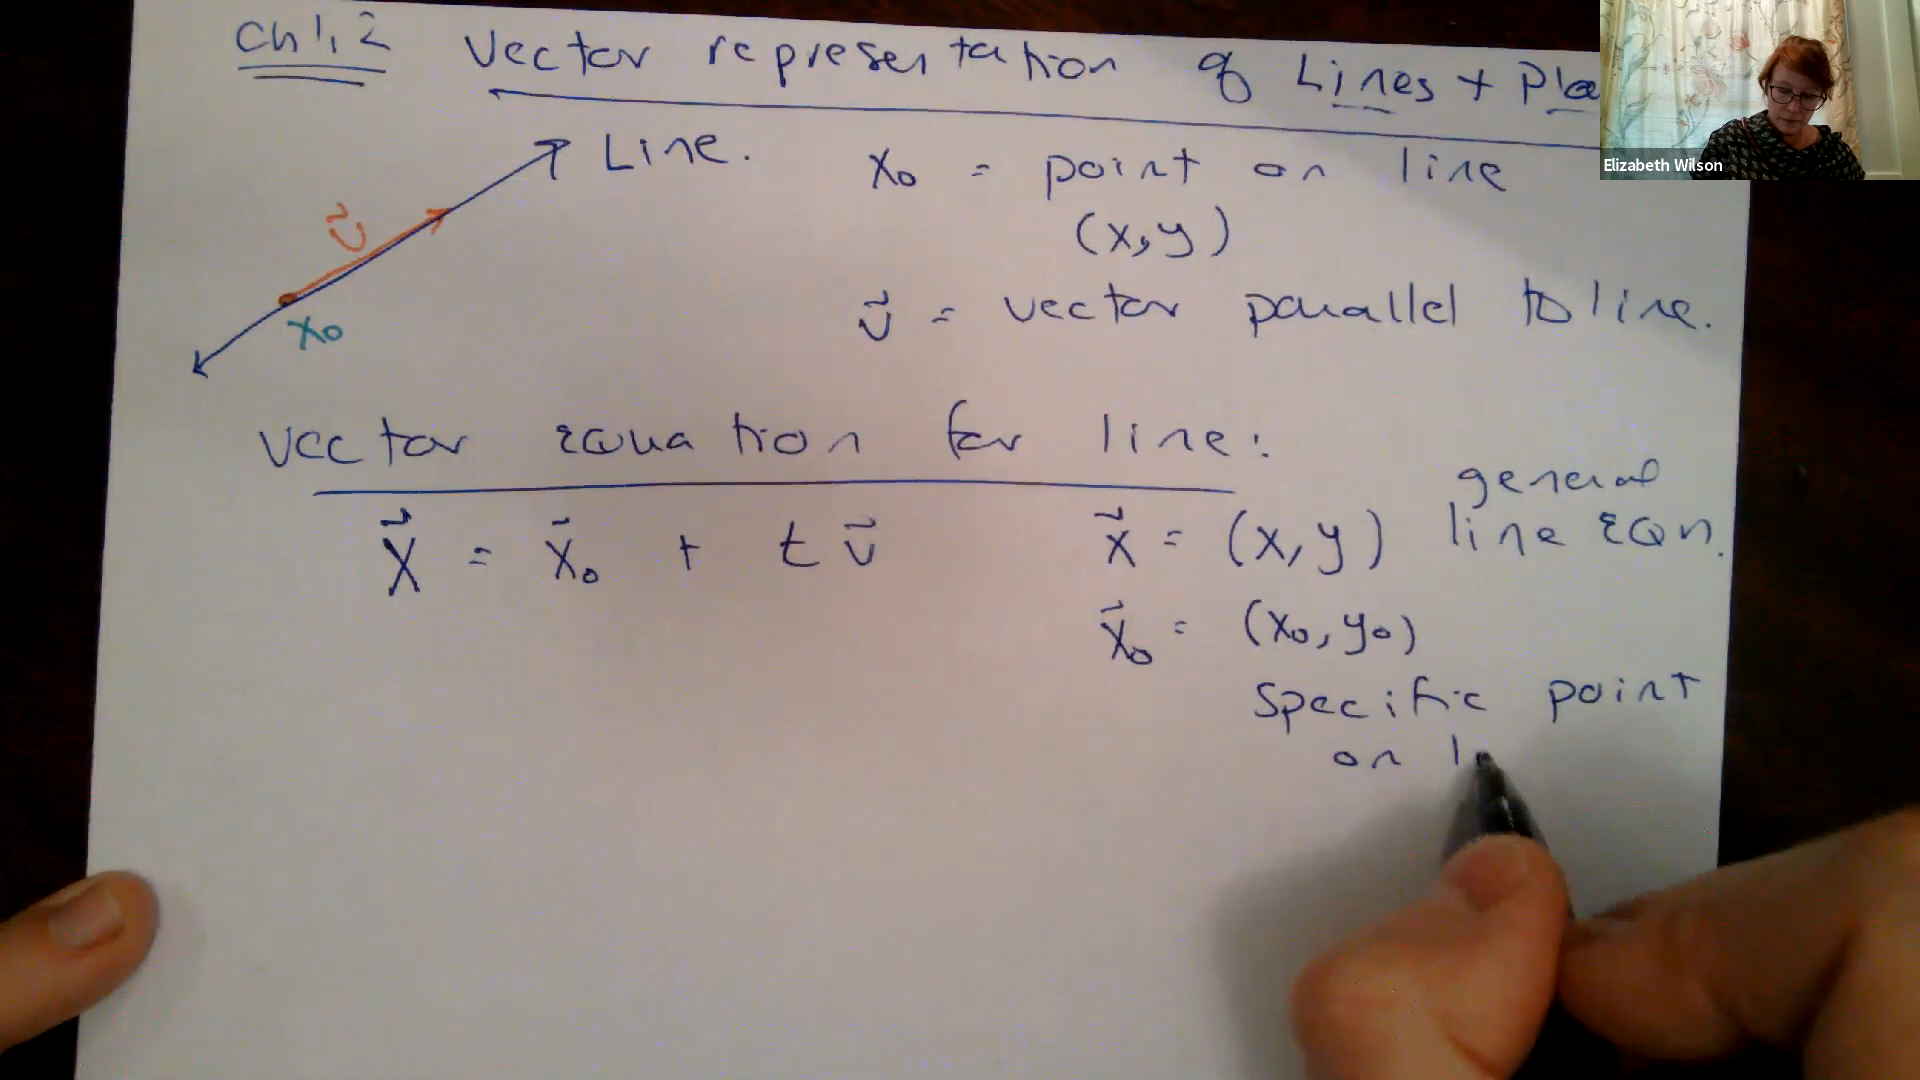 Ch 1.2 Vector representation of Lines + Pla
Elizabeth Wilson
Line.
x₀ = point on line
(x,y)
v⃗
x₀
v⃗ = vector parallel to line.
vector equation for line:
x⃗ = x⃗₀ + t v⃗
x⃗ = (x,y) general line eqn.
x⃗₀ = (x₀,y₀)
specific point
on l